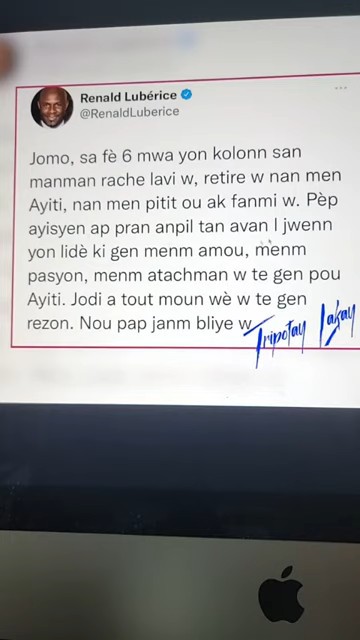 Renald Lubérice
@RenaldLuberice
Jomo, sa fè 6 mwa yon kolonn san
manman rache lavi w, retire w nan men
Ayiti, nan men pitit ou ak fanmi w. Pèp
ayisyen ap pran anpil tan avan l jwenn
yon lidè ki gen menm amou, menm
pasyon, menm atachman w te gen pou
Ayiti. Jodi a tout moun wè w te gen
rezon. Nou pap janm bliye w
Tripotay Lakay